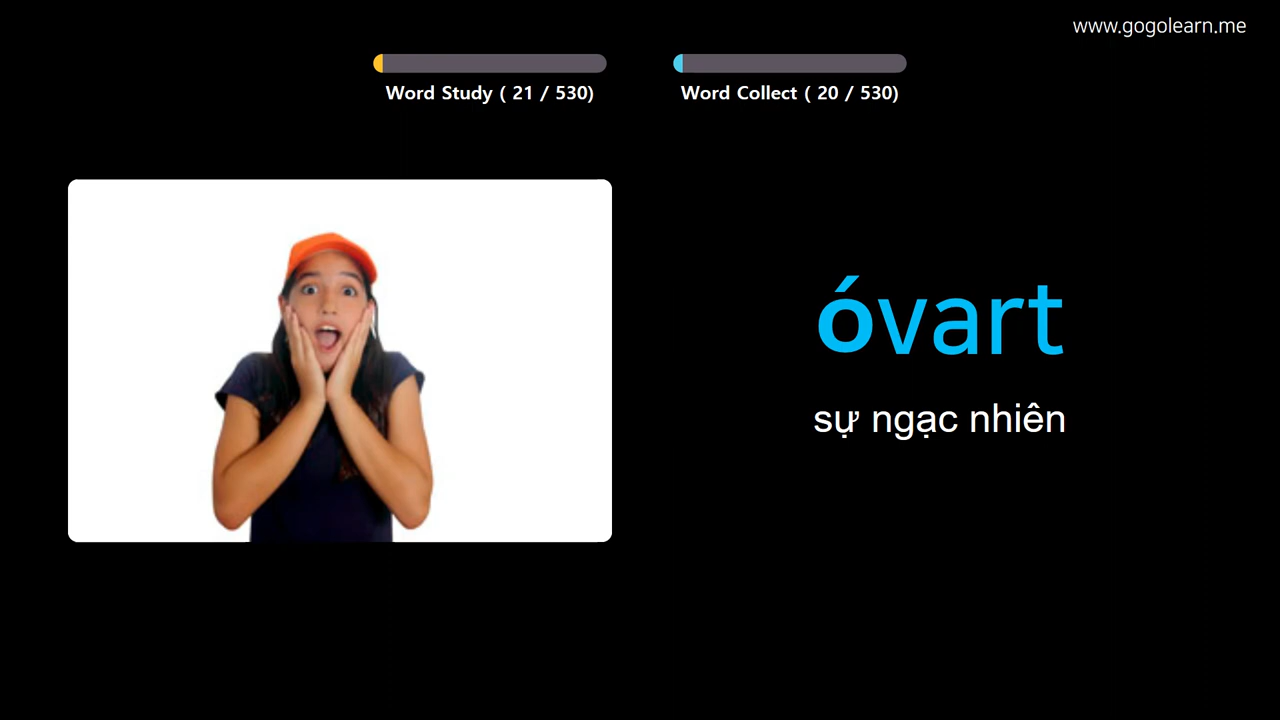 www.gogolearn.me
Word Study ( 21 / 530)
Word Collect ( 20 / 530)
óvart
sự ngạc nhiên